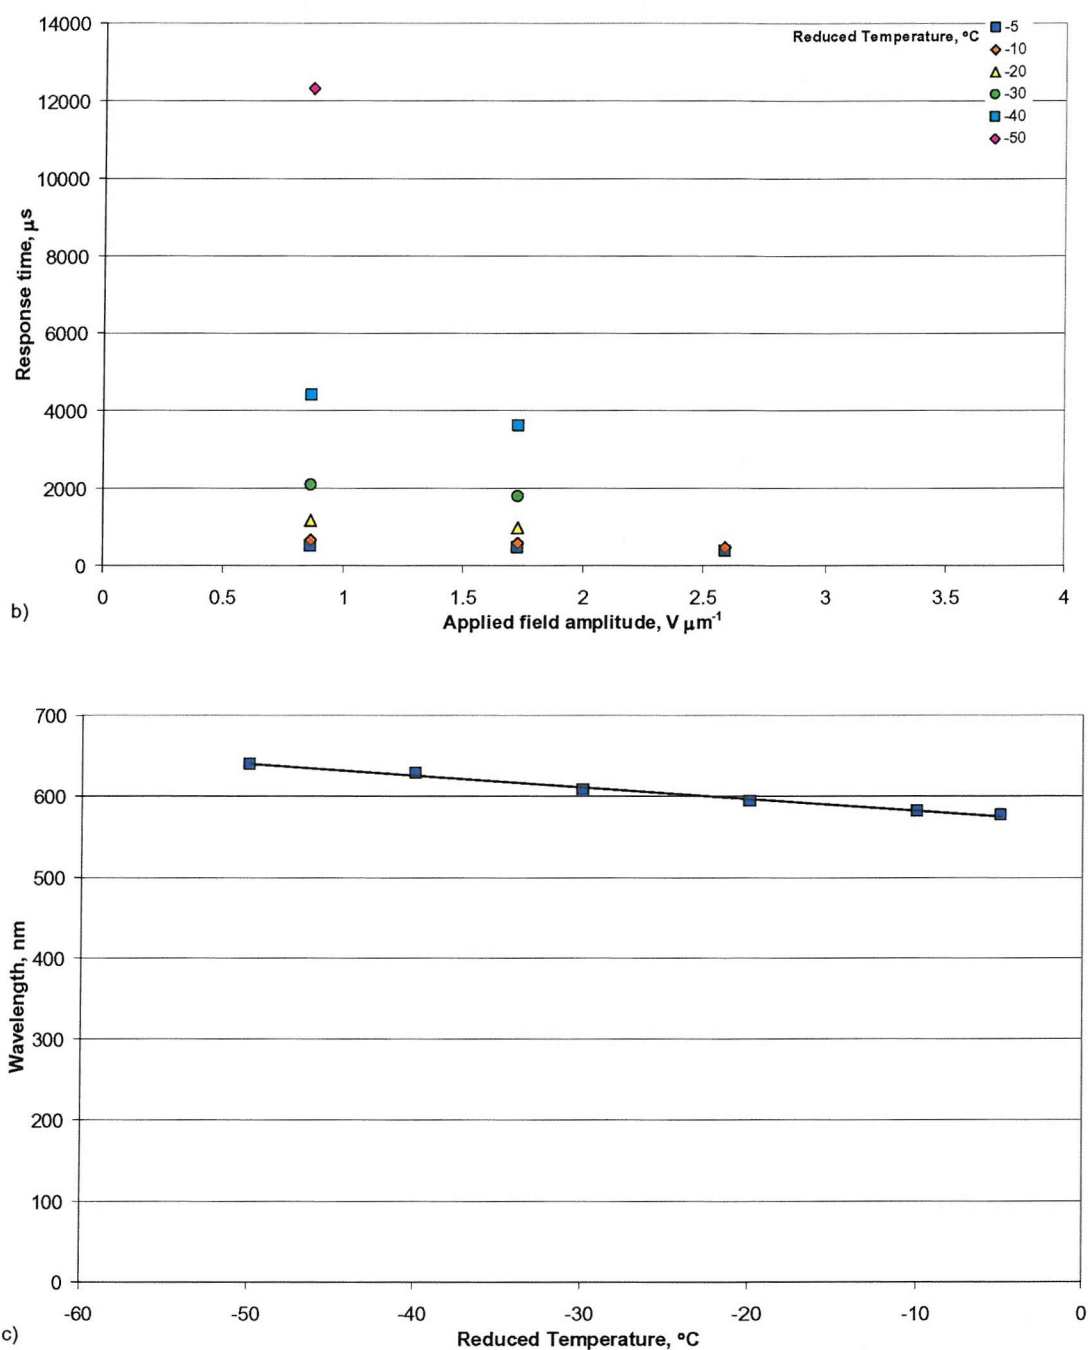 14000
Reduced Temperature, °C
-5
-10
-20
-30
-40
-50
12000
10000
8000
6000
4000
2000
0
Response time, μs
0 0.5 1 1.5 2 2.5 3 3.5 4
b)
Applied field amplitude, V μm-1
700
600
500
400
300
200
100
0
Wavelength, nm
-60 -50 -40 -30 -20 -10 0
c)
Reduced Temperature, °C